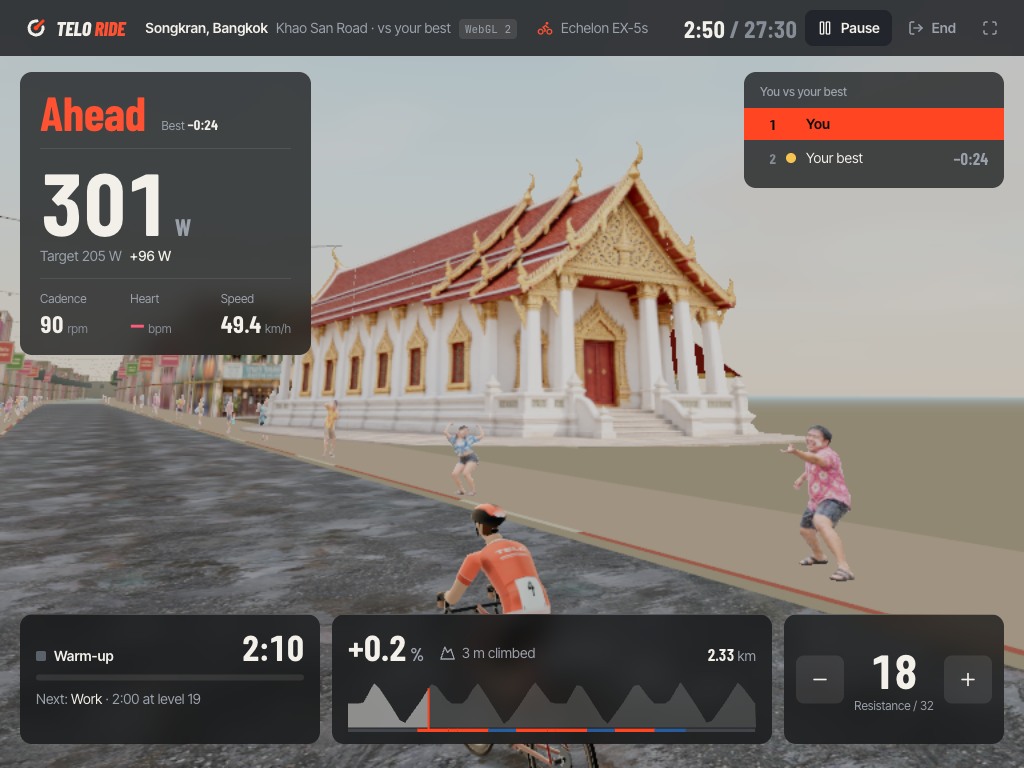 TELO RIDE
Songkran, Bangkok Khao San Road · vs your best WebGL 2 Echelon EX-5s 2:50 / 27:30 Pause End
Ahead Best −0:24
301 W
Target 205 W +96 W
Cadence Heart Speed
90 rpm — bpm 49.4 km/h
You vs your best
1 You
2 Your best −0:24
TELO
4
Warm-up 2:10
Next: Work · 2:00 at level 19
+0.2 % 3 m climbed 2.33 km
− 18 +
Resistance / 32